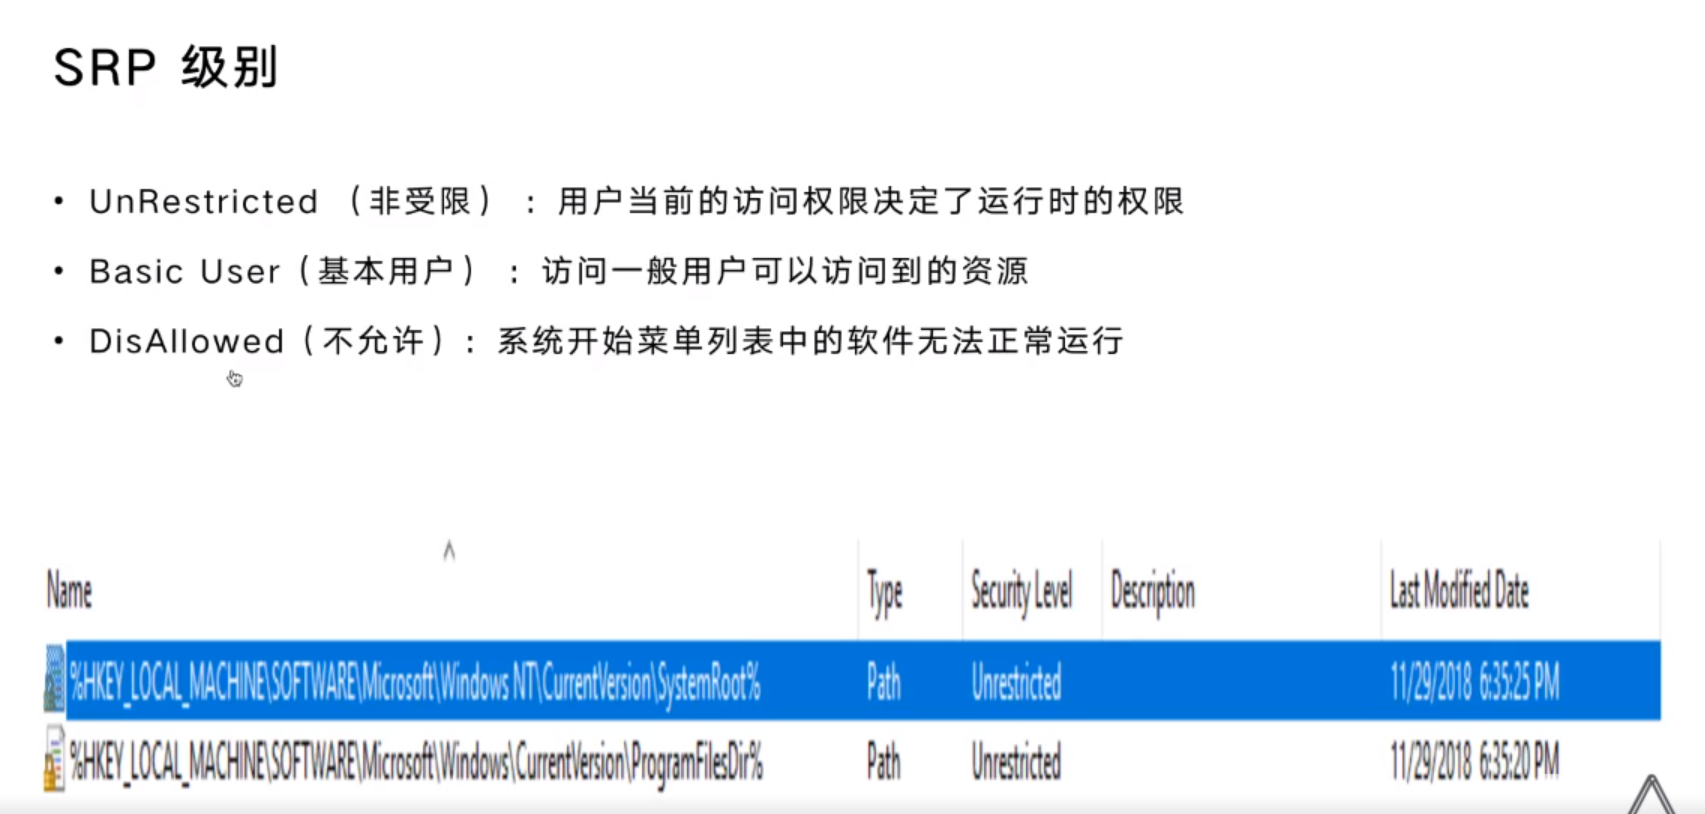 SRP 级别
• UnRestricted （非受限）：用户当前的访问权限决定了运行时的权限
• Basic User（基本用户）：访问一般用户可以访问到的资源
• DisAllowed（不允许）：系统开始菜单列表中的软件无法正常运行
Name Type Security Level Description Last Modified Date
%HKEY_LOCAL_MACHINE\SOFTWARE\Microsoft\Windows NT\CurrentVersion\SystemRoot% Path Unrestricted 11/29/2018 6:35:25 PM
%HKEY_LOCAL_MACHINE\SOFTWARE\Microsoft\Windows\CurrentVersion\ProgramFilesDir% Path Unrestricted 11/29/2018 6:35:20 PM